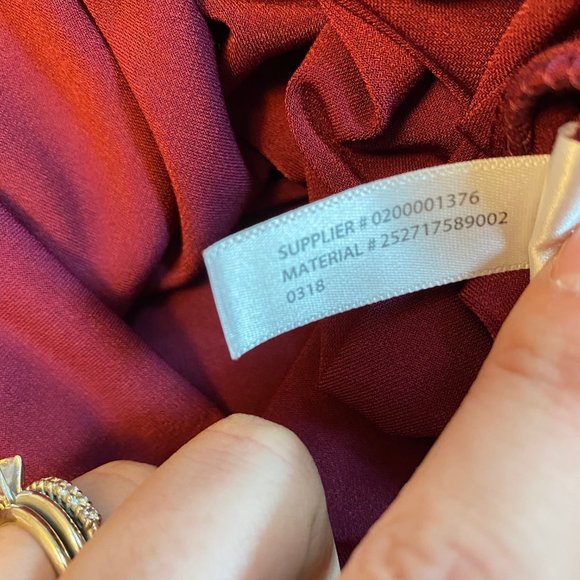 SUPPLIER # 0200001376
MATERIAL # 252717589002
0318